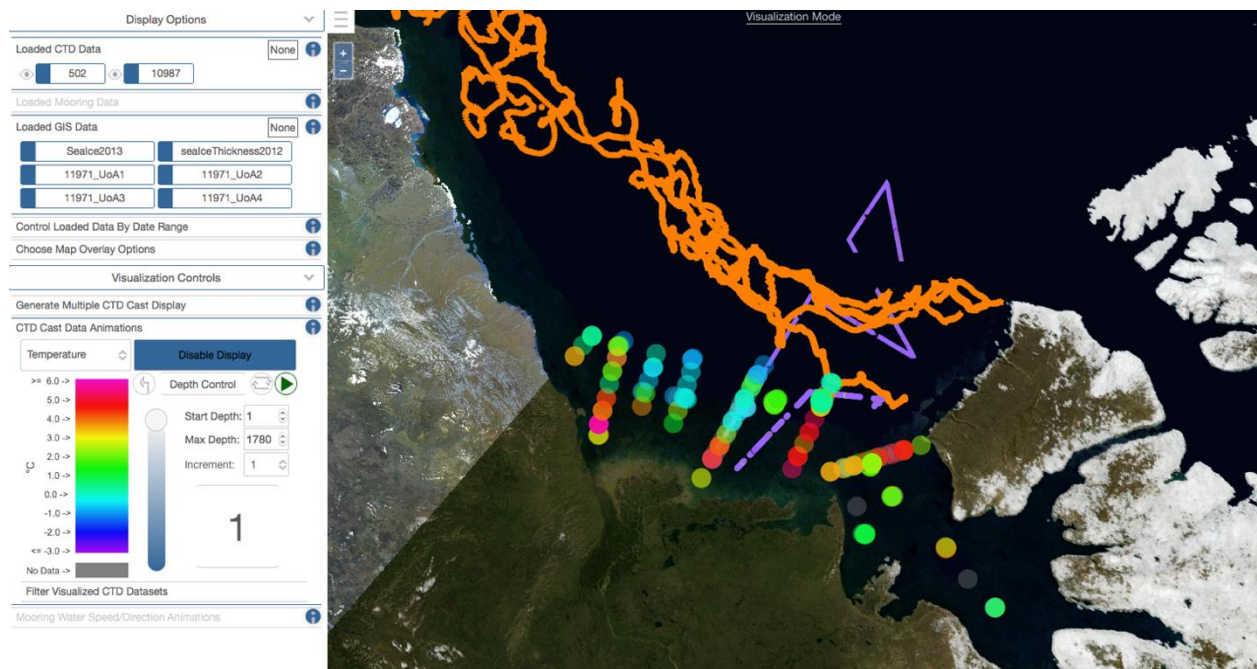 Display Options
Loaded CTD Data
None
502
10987
Loaded Mooring Data
Loaded GIS Data
None
SeaIce2013
seaIceThickness2012
11971_UoA1
11971_UoA2
11971_UoA3
11971_UoA4
Control Loaded Data By Date Range
Choose Map Overlay Options
Visualization Controls
Generate Multiple CTD Cast Display
CTD Cast Data Animations
Temperature
Disable Display
Depth Control
>= 6.0 ->
5.0 ->
4.0 ->
3.0 ->
2.0 ->
1.0 ->
0.0 ->
-1.0 ->
-2.0 ->
<= -3.0 ->
°C
No Data ->
Start Depth: 1
Max Depth: 1780
Increment: 1
1
Filter Visualized CTD Datasets
Mooring Water Speed/Direction Animations
Visualization Mode
+
−